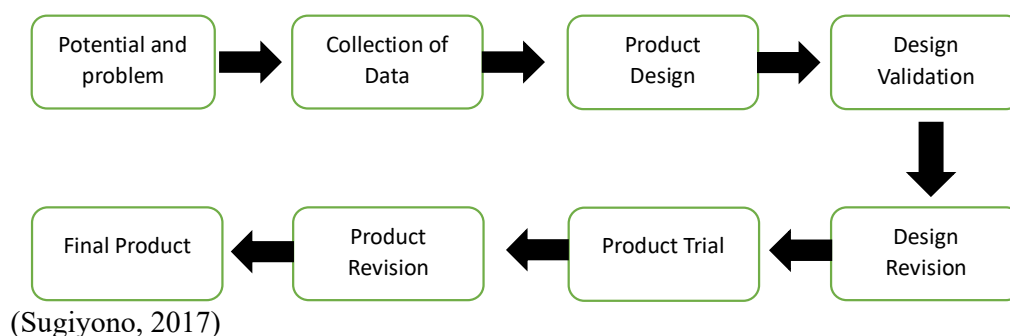 Potential and
problem
Collection of
Data
Product
Design
Design
Validation
Final Product
Product
Revision
Product Trial
Design
Revision
(Sugiyono, 2017)